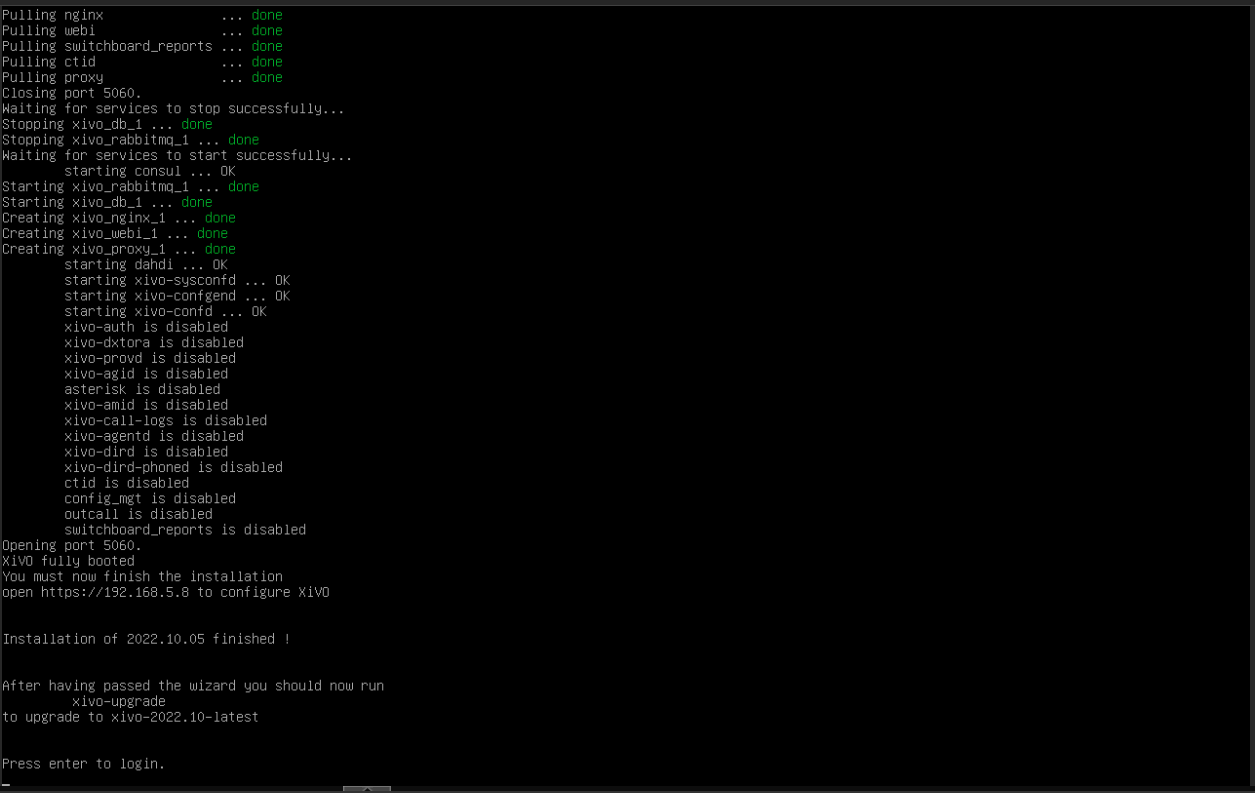 Pulling nginx ... done
Pulling webi ... done
Pulling switchboard_reports ... done
Pulling ctid ... done
Pulling proxy ... done
Closing port 5060.
Waiting for services to stop successfully...
Stopping xivo_db_1 ... done
Stopping xivo_rabbitmq_1 ... done
Waiting for services to start successfully...
starting consul ... OK
Starting xivo_rabbitmq_1 ... done
Starting xivo_db_1 ... done
Creating xivo_nginx_1 ... done
Creating xivo_webi_1 ... done
Creating xivo_proxy_1 ... done
starting dahdi ... OK
starting xivo-sysconfd ... OK
starting xivo-confgend ... OK
starting xivo-confd ... OK
xivo-auth is disabled
xivo-dxtora is disabled
xivo-provd is disabled
xivo-agid is disabled
asterisk is disabled
xivo-amid is disabled
xivo-call-logs is disabled
xivo-agentd is disabled
xivo-dird is disabled
xivo-dird-phoned is disabled
ctid is disabled
config_mgt is disabled
outcall is disabled
switchboard_reports is disabled
Opening port 5060.
XiVO fully booted
You must now finish the installation
open https://192.168.5.8 to configure XiVO
Installation of 2022.10.05 finished !
After having passed the wizard you should now run
xivo-upgrade
to upgrade to xivo-2022.10-latest
Press enter to login.